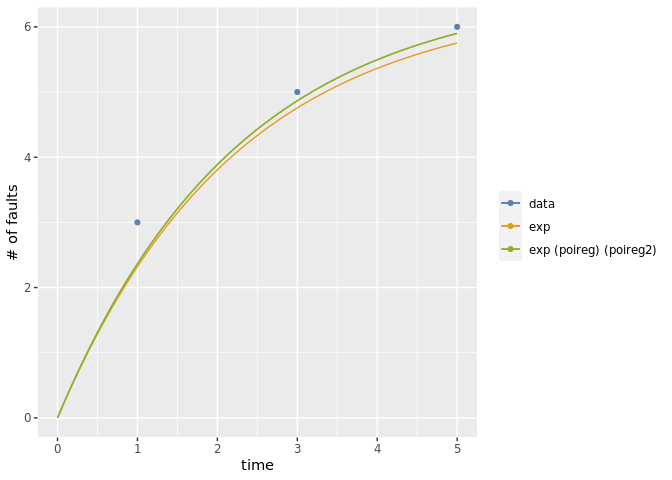 6
4
2
0
# of faults
0 1 2 3 4 5
time
data
exp
exp (poireg) (poireg2)